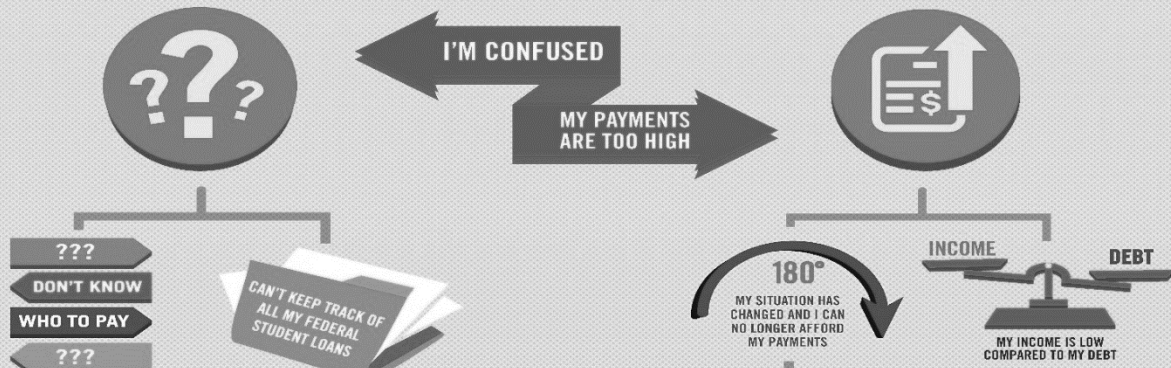 ???
I'M CONFUSED
MY PAYMENTS
ARE TOO HIGH
$
???
DON'T KNOW
WHO TO PAY
???
CAN'T KEEP TRACK OF
ALL MY FEDERAL
STUDENT LOANS
180°
MY SITUATION HAS
CHANGED AND I CAN
NO LONGER AFFORD
MY PAYMENTS
INCOME
DEBT
MY INCOME IS LOW
COMPARED TO MY DEBT